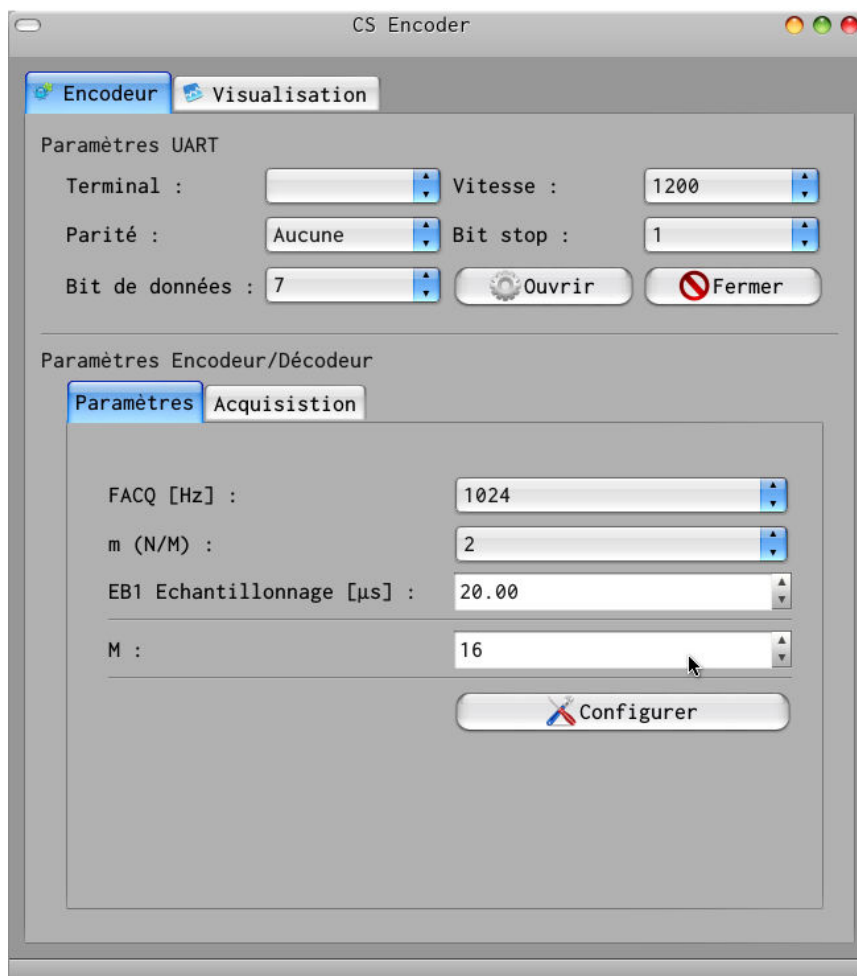 CS Encoder
Encodeur Visualisation
Paramètres UART
Terminal : Vitesse : 1200
Parité : Aucune Bit stop : 1
Bit de données : 7 Ouvrir Fermer
Paramètres Encodeur/Décodeur
Paramètres Acquisistion
FACQ [Hz] : 1024
m (N/M) : 2
EB1 Echantillonnage [µs] : 20.00
M : 16
Configurer